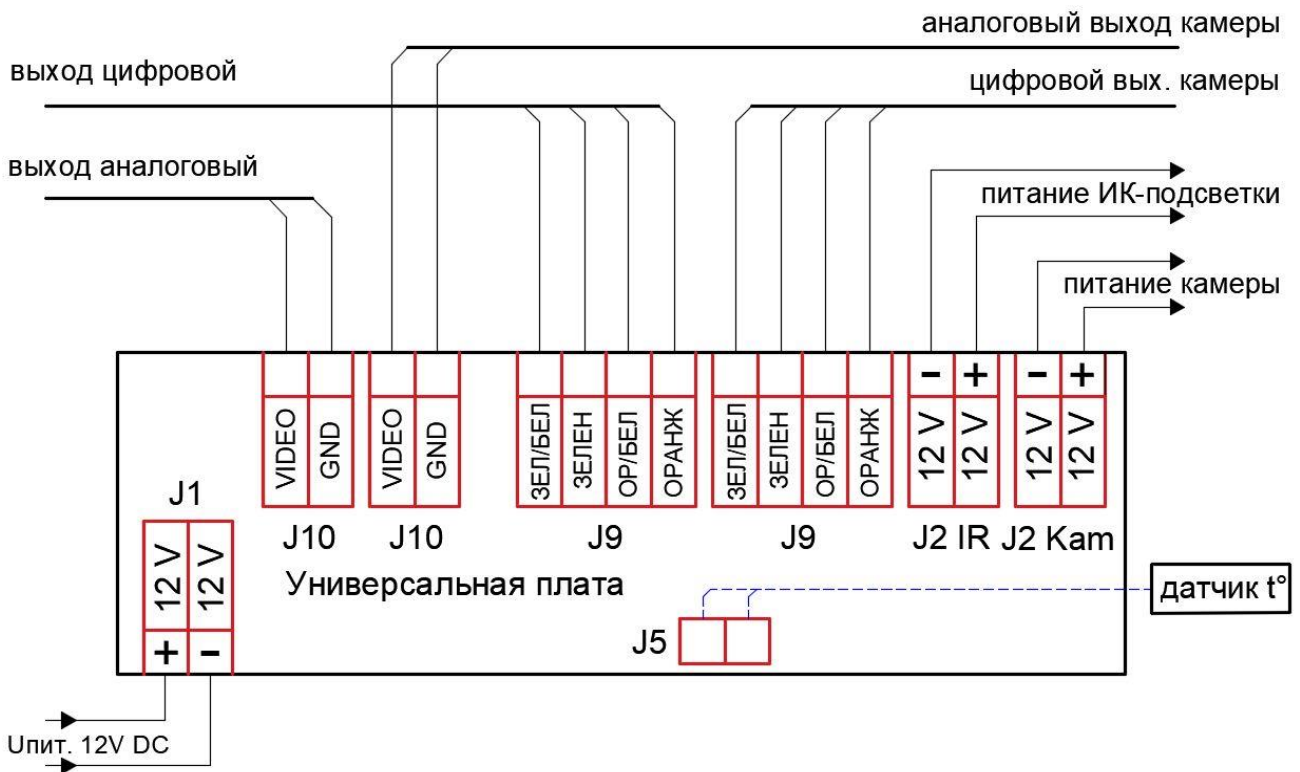 аналоговый выход камеры
выход цифровой
цифровой вых. камеры
выход аналоговый
питание ИК-подсветки
питание камеры
- + - +
VIDEO GND VIDEO GND ЗЕЛ/БЕЛ ЗЕЛЕН ОР/БЕЛ ОРАНЖ ЗЕЛ/БЕЛ ЗЕЛЕН ОР/БЕЛ ОРАНЖ 12 V 12 V 12 V 12 V
J1
J10 J10 J9 J9 J2 IR J2 Kam
12 V 12 V
Универсальная плата
датчик t°
J5
+ -
Uпит. 12V DC